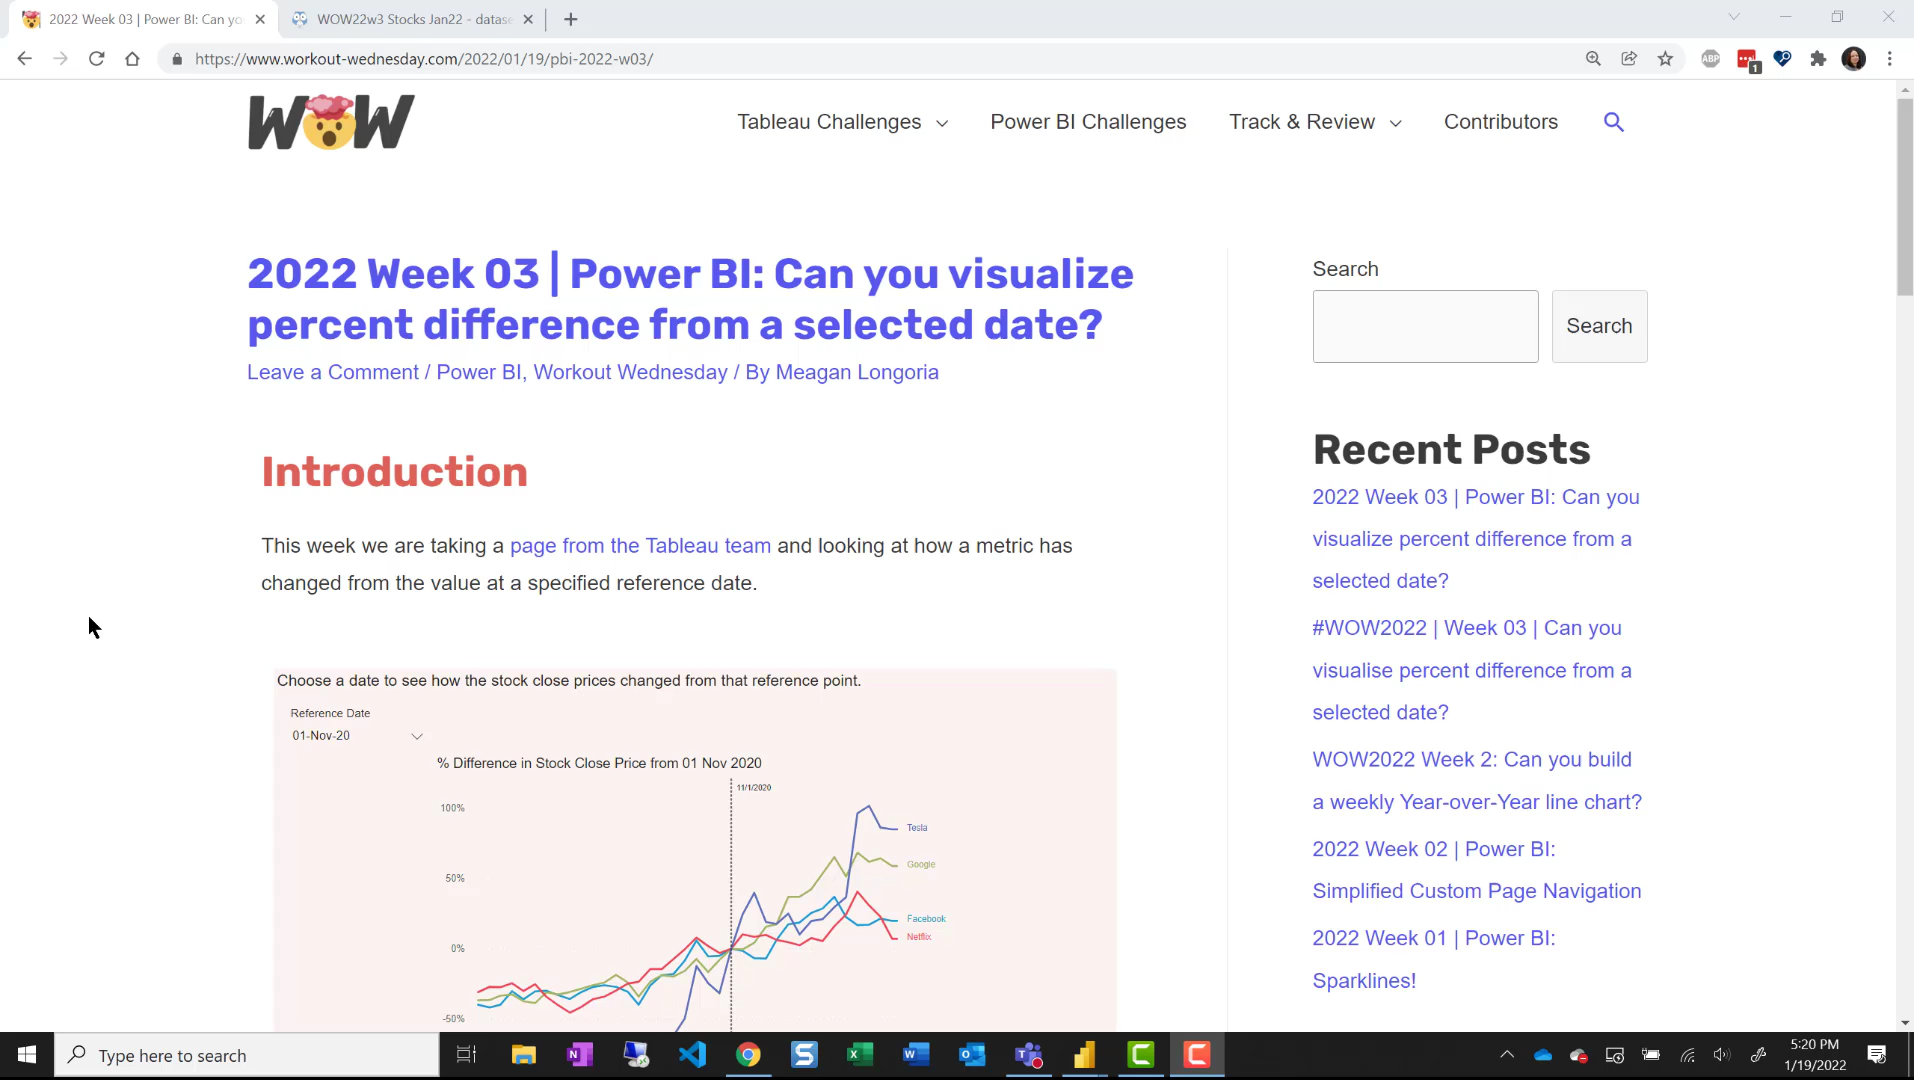 2022 Week 03 | Power BI: Can yo
WOW22w3 Stocks Jan22 - datase
https://www.workout-wednesday.com/2022/01/19/pbi-2022-w03/
ABP
1
WOW
Tableau Challenges
Power BI Challenges
Track & Review
Contributors
2022 Week 03 | Power BI: Can you visualize
percent difference from a selected date?
Leave a Comment / Power BI, Workout Wednesday / By Meagan Longoria
Introduction
This week we are taking a page from the Tableau team and looking at how a metric has
changed from the value at a specified reference date.
Choose a date to see how the stock close prices changed from that reference point.
Reference Date
01-Nov-20
% Difference in Stock Close Price from 01 Nov 2020
11/1/2020
100%
Tesla
Google
50%
Facebook
Netflix
0%
-50%
Search
Search
Recent Posts
2022 Week 03 | Power BI: Can you
visualize percent difference from a
selected date?
#WOW2022 | Week 03 | Can you
visualise percent difference from a
selected date?
WOW2022 Week 2: Can you build
a weekly Year-over-Year line chart?
2022 Week 02 | Power BI:
Simplified Custom Page Navigation
2022 Week 01 | Power BI:
Sparklines!
Type here to search
5:20 PM
1/19/2022